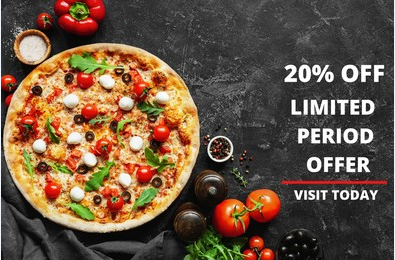 20% OFF
LIMITED
PERIOD
OFFER
VISIT TODAY